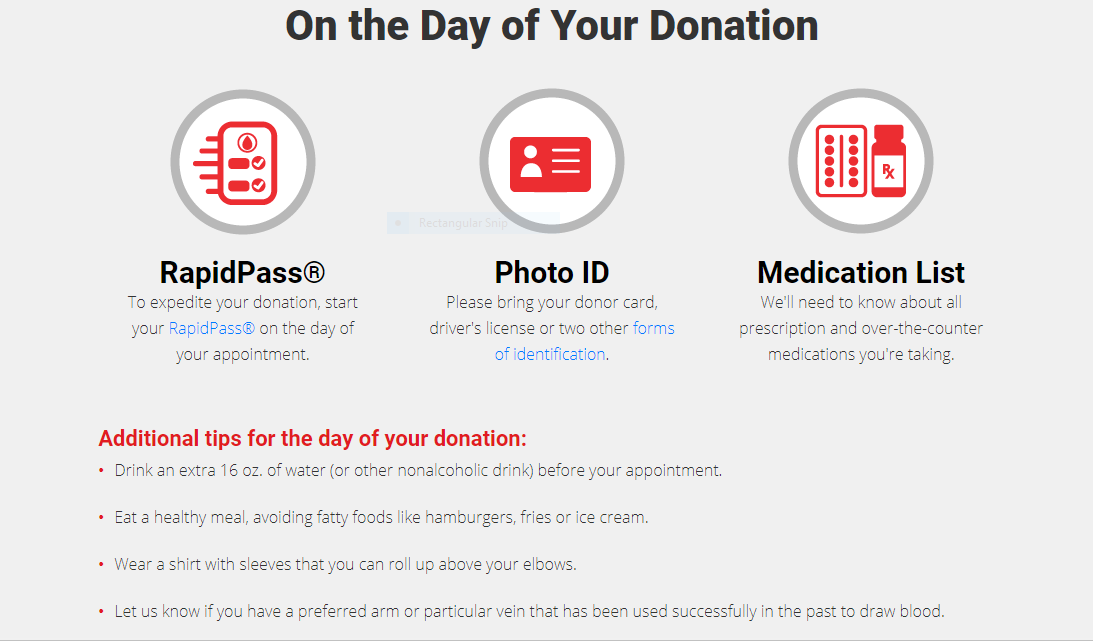 On the Day of Your Donation
Rx
Rectangular Snip
RapidPass®
To expedite your donation, start
your RapidPass® on the day of
your appointment.
Photo ID
Please bring your donor card,
driver's license or two other forms
of identification.
Medication List
We'll need to know about all
prescription and over-the-counter
medications you're taking.
Additional tips for the day of your donation:
• Drink an extra 16 oz. of water (or other nonalcoholic drink) before your appointment.
• Eat a healthy meal, avoiding fatty foods like hamburgers, fries or ice cream.
• Wear a shirt with sleeves that you can roll up above your elbows.
• Let us know if you have a preferred arm or particular vein that has been used successfully in the past to draw blood.